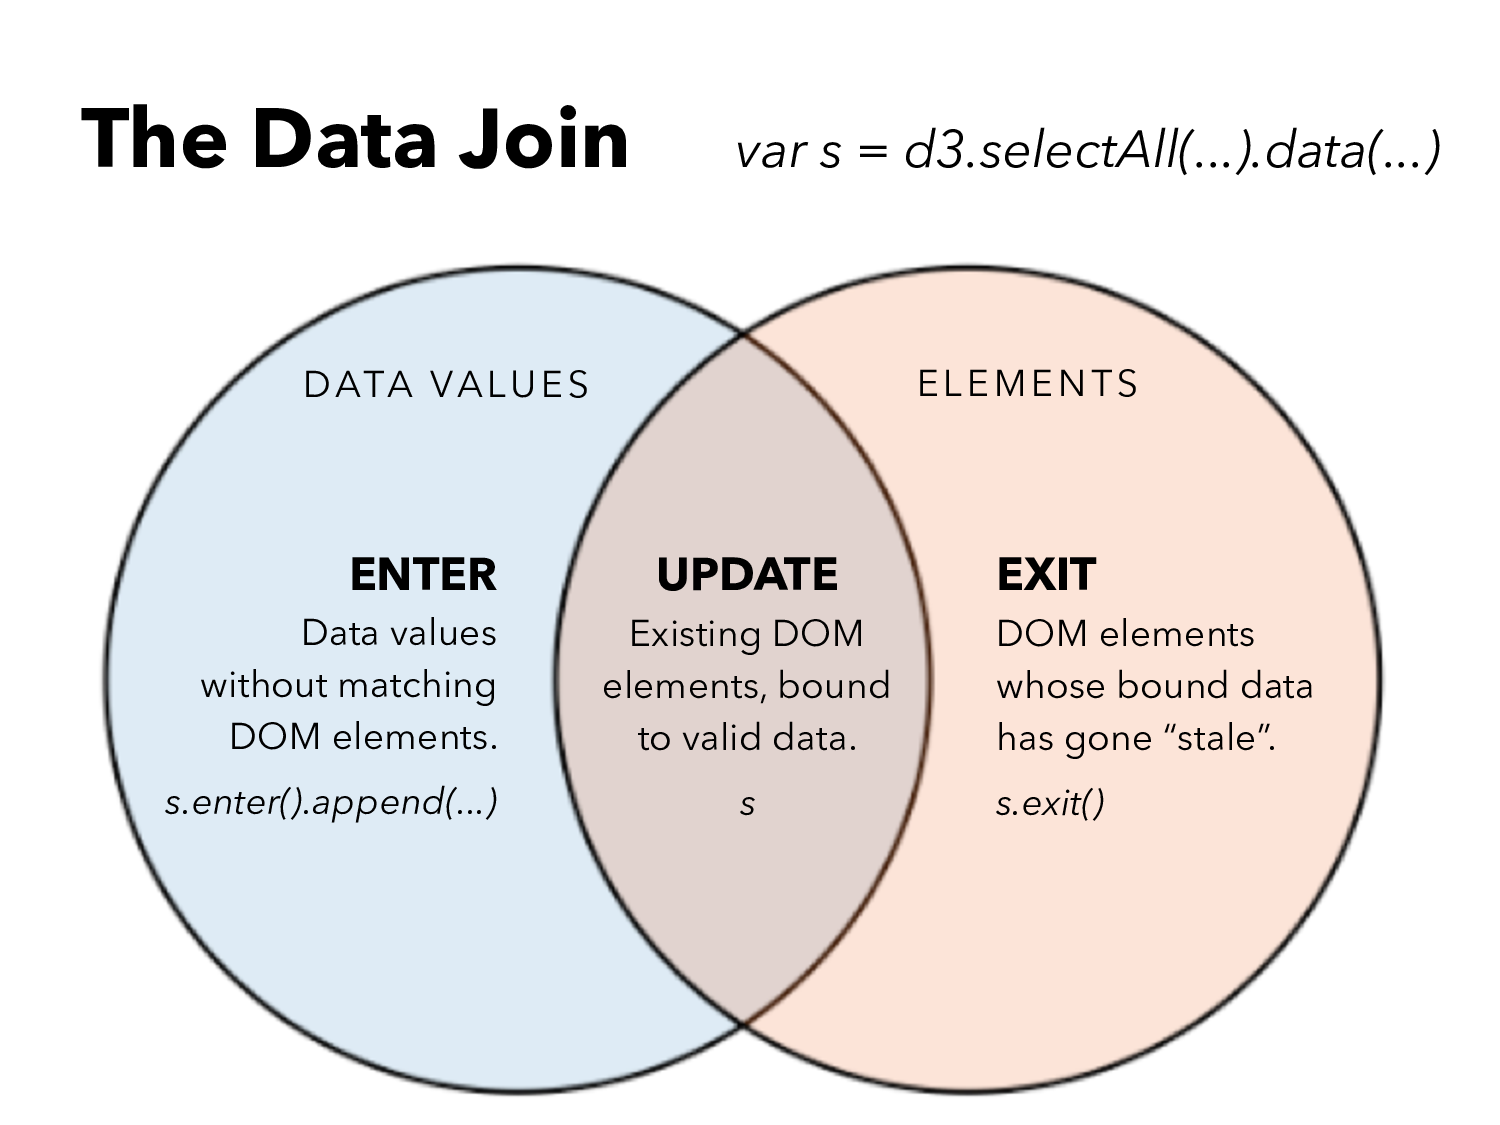 The Data Join
var s = d3.selectAll(...).data(...)
DATA VALUES
ELEMENTS
ENTER
Data values
without matching
DOM elements.
s.enter().append(...)
UPDATE
Existing DOM
elements, bound
to valid data.
s
EXIT
DOM elements
whose bound data
has gone “stale”.
s.exit()